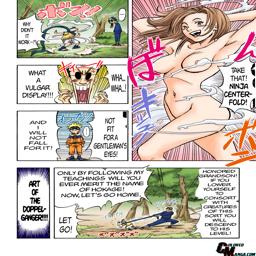 WHY
DIDN'T
IT
WORK--?!
TAKE
THAT!
NINJA
CENTER-
FOLD!
WHAT
A
VULGAR
DISPLAY!!!
WHA..
WHA..
AND I
WILL
NOT
FALL
FOR IT!
NOT
FIT
FOR A
GENTLEMAN'S
EYES!
ART
OF THE
DOPPEL-
GANGER!!!
ONLY BY FOLLOWING MY
TEACHINGS WILL YOU
EVER MERIT THE NAME
OF HOKAGE!
NOW, LET'S GO HOME.
LET
GO!
HONORED
GRANDSON,
IF YOU
LOWER
YOURSELF TO
CONSORT WITH
CREATURES OF
THIS SORT YOU
WILL
DESCEND TO
HIS LEVEL!
COLORED
MANGA.COM